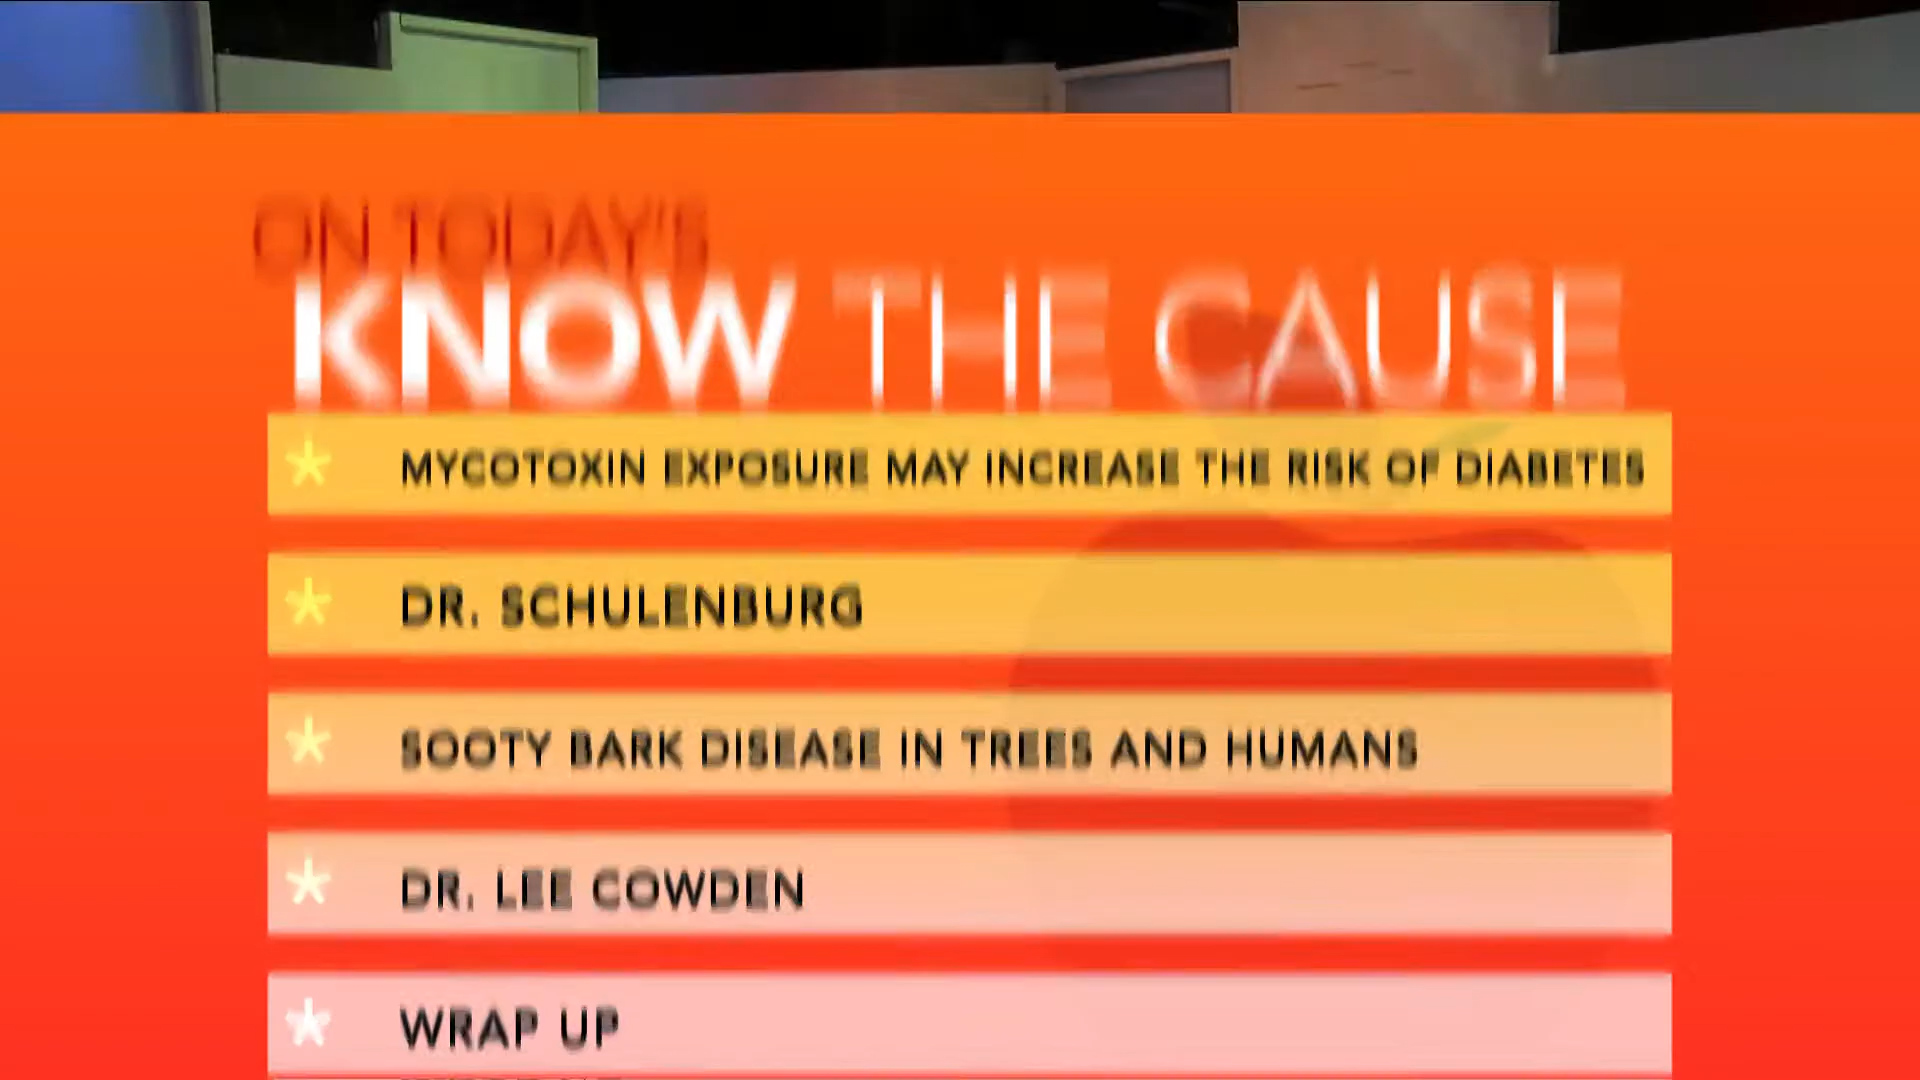 ON TODAY'S
KNOW THE CAUSE
* MYCOTOXIN EXPOSURE MAY INCREASE THE RISK OF DIABETES
* DR. SCHULENBURG
* SOOTY BARK DISEASE IN TREES AND HUMANS
* DR. LEE COWDEN
* WRAP UP